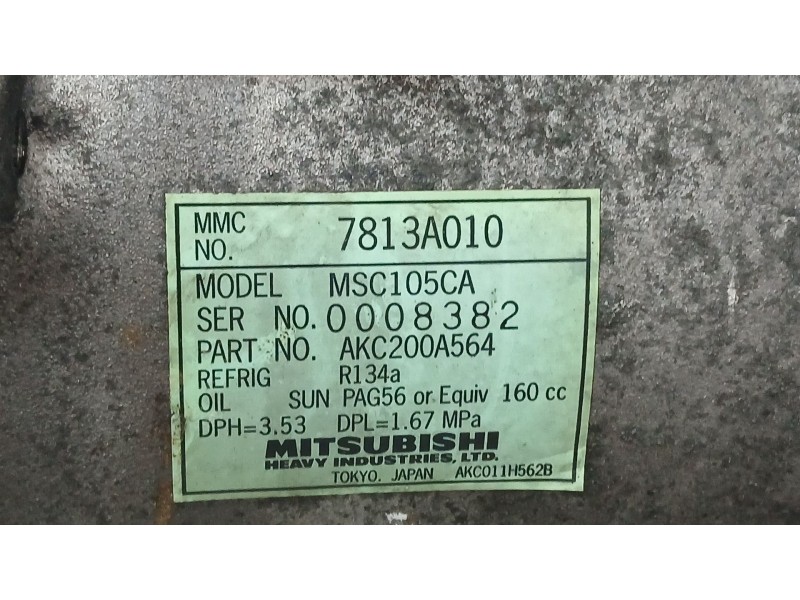 MMC NO. 7813A010
MODEL MSC105CA
SER NO. 0008382
PART NO. AKC200A564
REFRIG R134a
OIL SUN PAG56 or Equiv 160 cc
DPH=3.53 DPL=1.67 MPa
MITSUBISHI
HEAVY INDUSTRIES, LTD.
TOKYO. JAPAN AKC011H562B